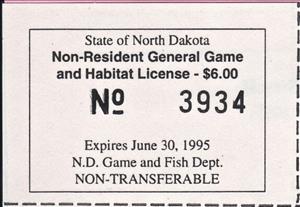 State of North Dakota
Non-Resident General Game
and Habitat License - $6.00
№ 3934
Expires June 30, 1995
N.D. Game and Fish Dept.
NON-TRANSFERABLE